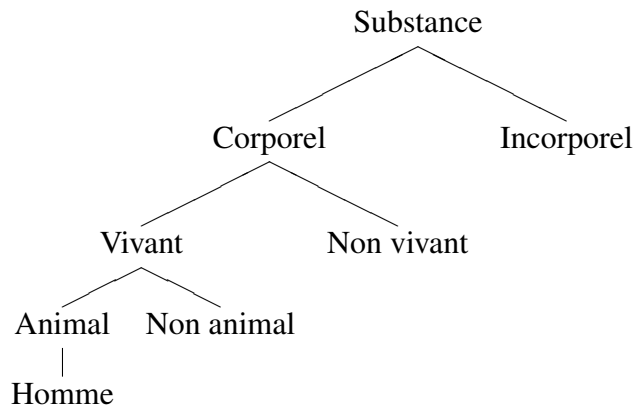 Substance
Corporel Incorporel
Vivant Non vivant
Animal Non animal
Homme